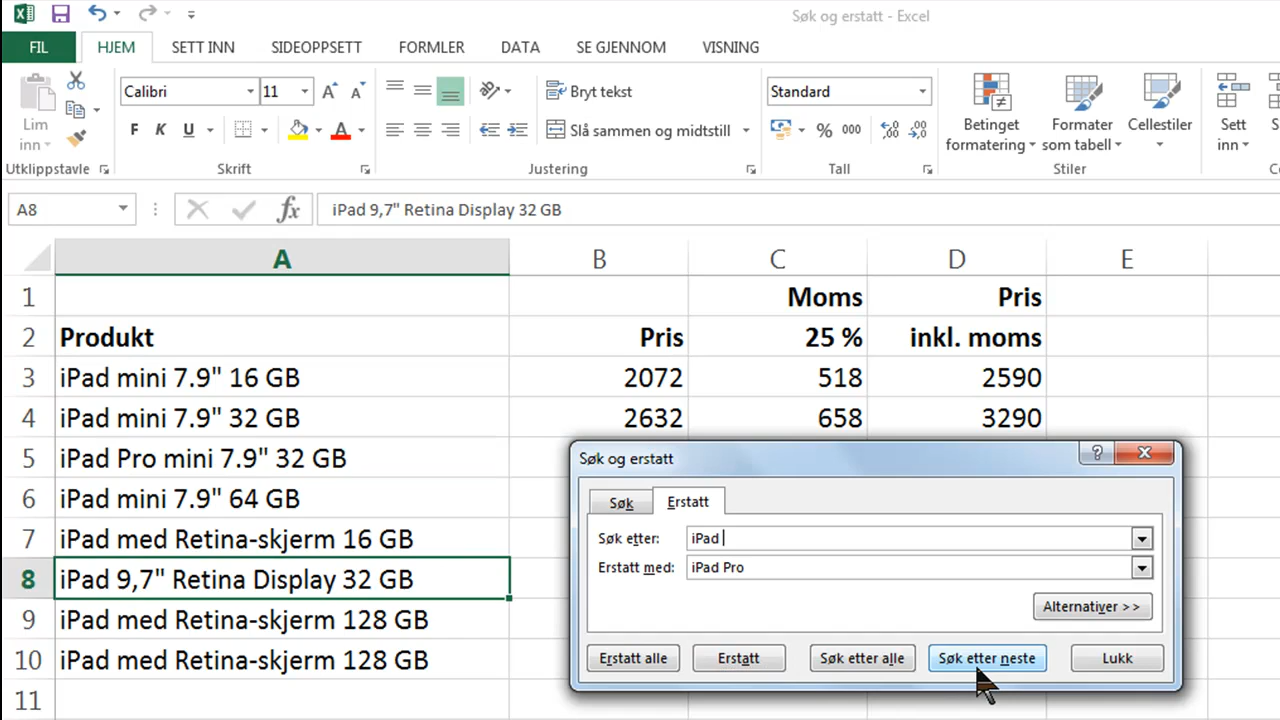 Søk og erstatt - Excel
FIL HJEM SETT INN SIDEOPPSETT FORMLER DATA SE GJENNOM VISNING
Calibri 11 A A Bryt tekst Standard
Lim inn F K U A Slå sammen og midtstill % 000 Betinget formatering Formater som tabell Cellestiler Sett inn
Utklippstavle Skrift Justering Tall Stiler
A8 fx iPad 9,7" Retina Display 32 GB
A B C D E
1 Moms Pris
2 Produkt Pris 25 % inkl. moms
3 iPad mini 7.9" 16 GB 2072 518 2590
4 iPad mini 7.9" 32 GB 2632 658 3290
5 iPad Pro mini 7.9" 32 GB
6 iPad mini 7.9" 64 GB
7 iPad med Retina-skjerm 16 GB
8 iPad 9,7" Retina Display 32 GB
9 iPad med Retina-skjerm 128 GB
10 iPad med Retina-skjerm 128 GB
11
Søk og erstatt
Søk Erstatt
Søk etter: iPad
Erstatt med: iPad Pro
Alternativer >>
Erstatt alle Erstatt Søk etter alle Søk etter neste Lukk